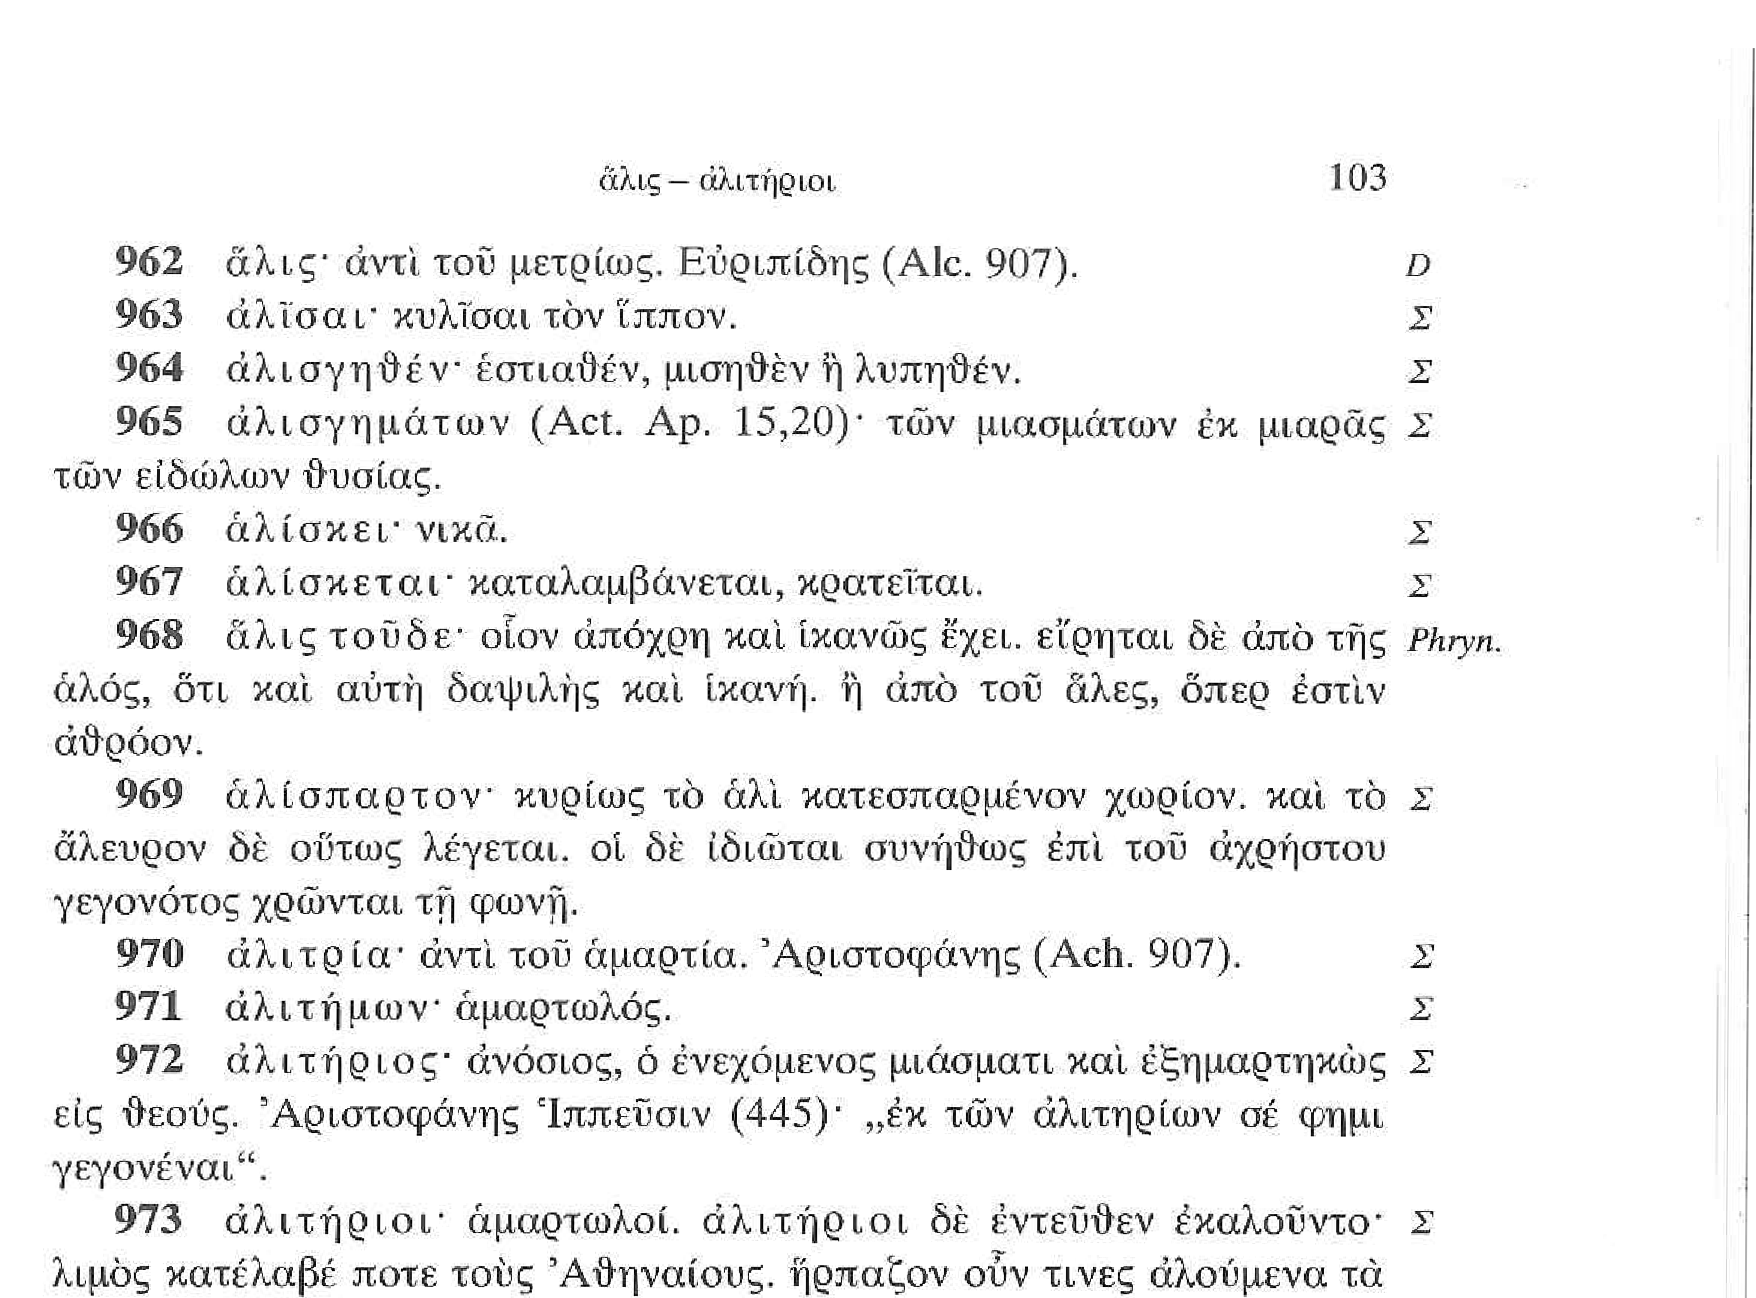 ἅλις – ἀλιτήριοι 103
962 ἅλις· ἀντὶ τοῦ μετρίως. Εὐριπίδης (Alc. 907). D
963 ἀλῖσαι· κυλῖσαι τὸν ἵππον. Σ
964 ἀλισγηθέν· ἑστιαθέν, μισηθὲν ἢ λυπηθέν. Σ
965 ἀλισγημάτων (Act. Ap. 15,20)· τῶν μιασμάτων ἐκ μιαρᾶς Σ
τῶν εἰδώλων θυσίας.
966 ἁλίσκει· νικᾶ. Σ
967 ἁλίσκεται· καταλαμβάνεται, κρατεῖται. Σ
968 ἅλις τοῦδε· οἷον ἀπόχρη καὶ ἱκανῶς ἔχει. εἴρηται δὲ ἀπὸ τῆς Phryn.
ἁλός, ὅτι καὶ αὐτὴ δαψιλὴς καὶ ἱκανή. ἢ ἀπὸ τοῦ ἅλες, ὅπερ ἐστὶν
ἀθρόον.
969 ἁλίσπαρτον· κυρίως τὸ ἁλὶ κατεσπαρμένον χωρίον. καὶ τὸ Σ
ἄλευρον δὲ οὕτως λέγεται. οἱ δὲ ἰδιῶται συνήθως ἐπὶ τοῦ ἀχρήστου
γεγονότος χρῶνται τῇ φωνῇ.
970 ἀλιτρία· ἀντὶ τοῦ ἁμαρτία. Ἀριστοφάνης (Ach. 907). Σ
971 ἀλιτήμων· ἁμαρτωλός. Σ
972 ἀλιτήριος· ἀνόσιος, ὁ ἐνεχόμενος μιάσματι καὶ ἐξημαρτηκὼς Σ
εἰς θεούς. Ἀριστοφάνης Ἱππεῦσιν (445)· „ἐκ τῶν ἀλιτηρίων σέ φημι
γεγονέναι“.
973 ἀλιτήριοι· ἁμαρτωλοί. ἀλιτήριοι δὲ ἐντεῦθεν ἐκαλοῦντο· Σ
λιμὸς κατέλαβέ ποτε τοὺς Ἀθηναίους. ἥρπαζον οὖν τινες ἀλούμενα τὰ